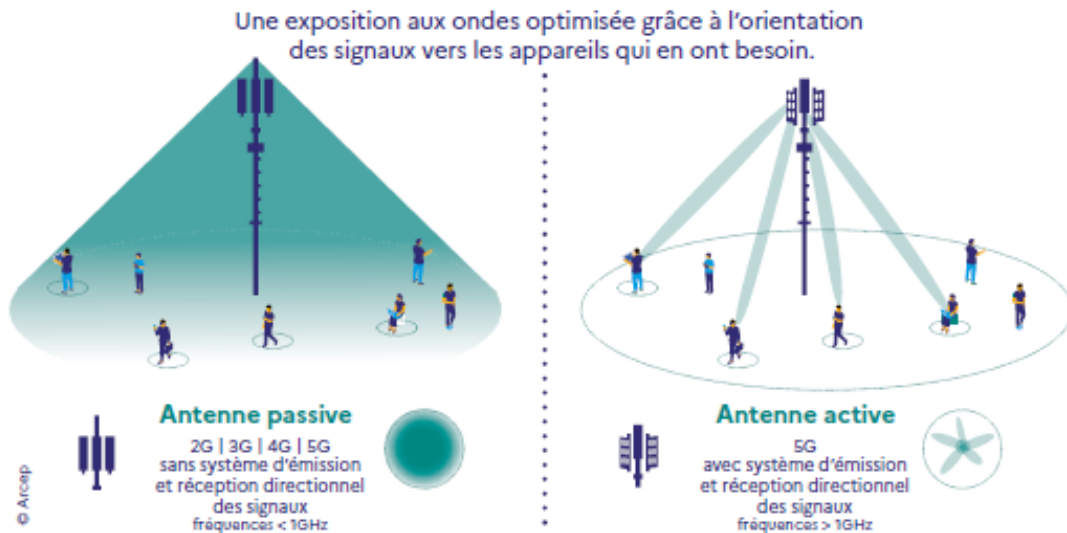 Une exposition aux ondes optimisée grâce à l'orientation
des signaux vers les appareils qui en ont besoin.
Antenne passive
2G | 3G | 4G | 5G
sans système d'émission
et réception directionnel
des signaux
fréquences < 1GHz
Antenne active
5G
avec système d'émission
et réception directionnel
des signaux
fréquences > 1GHz
© Arcep